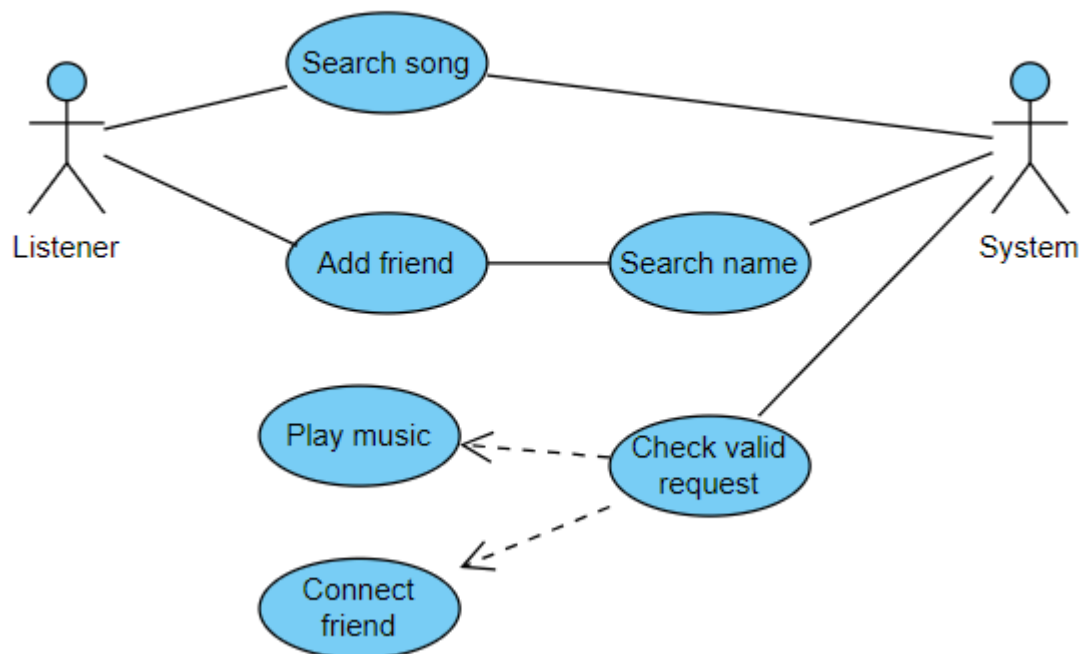 Search song
Listener
System
Add friend
Search name
Play music
Check valid
request
Connect
friend